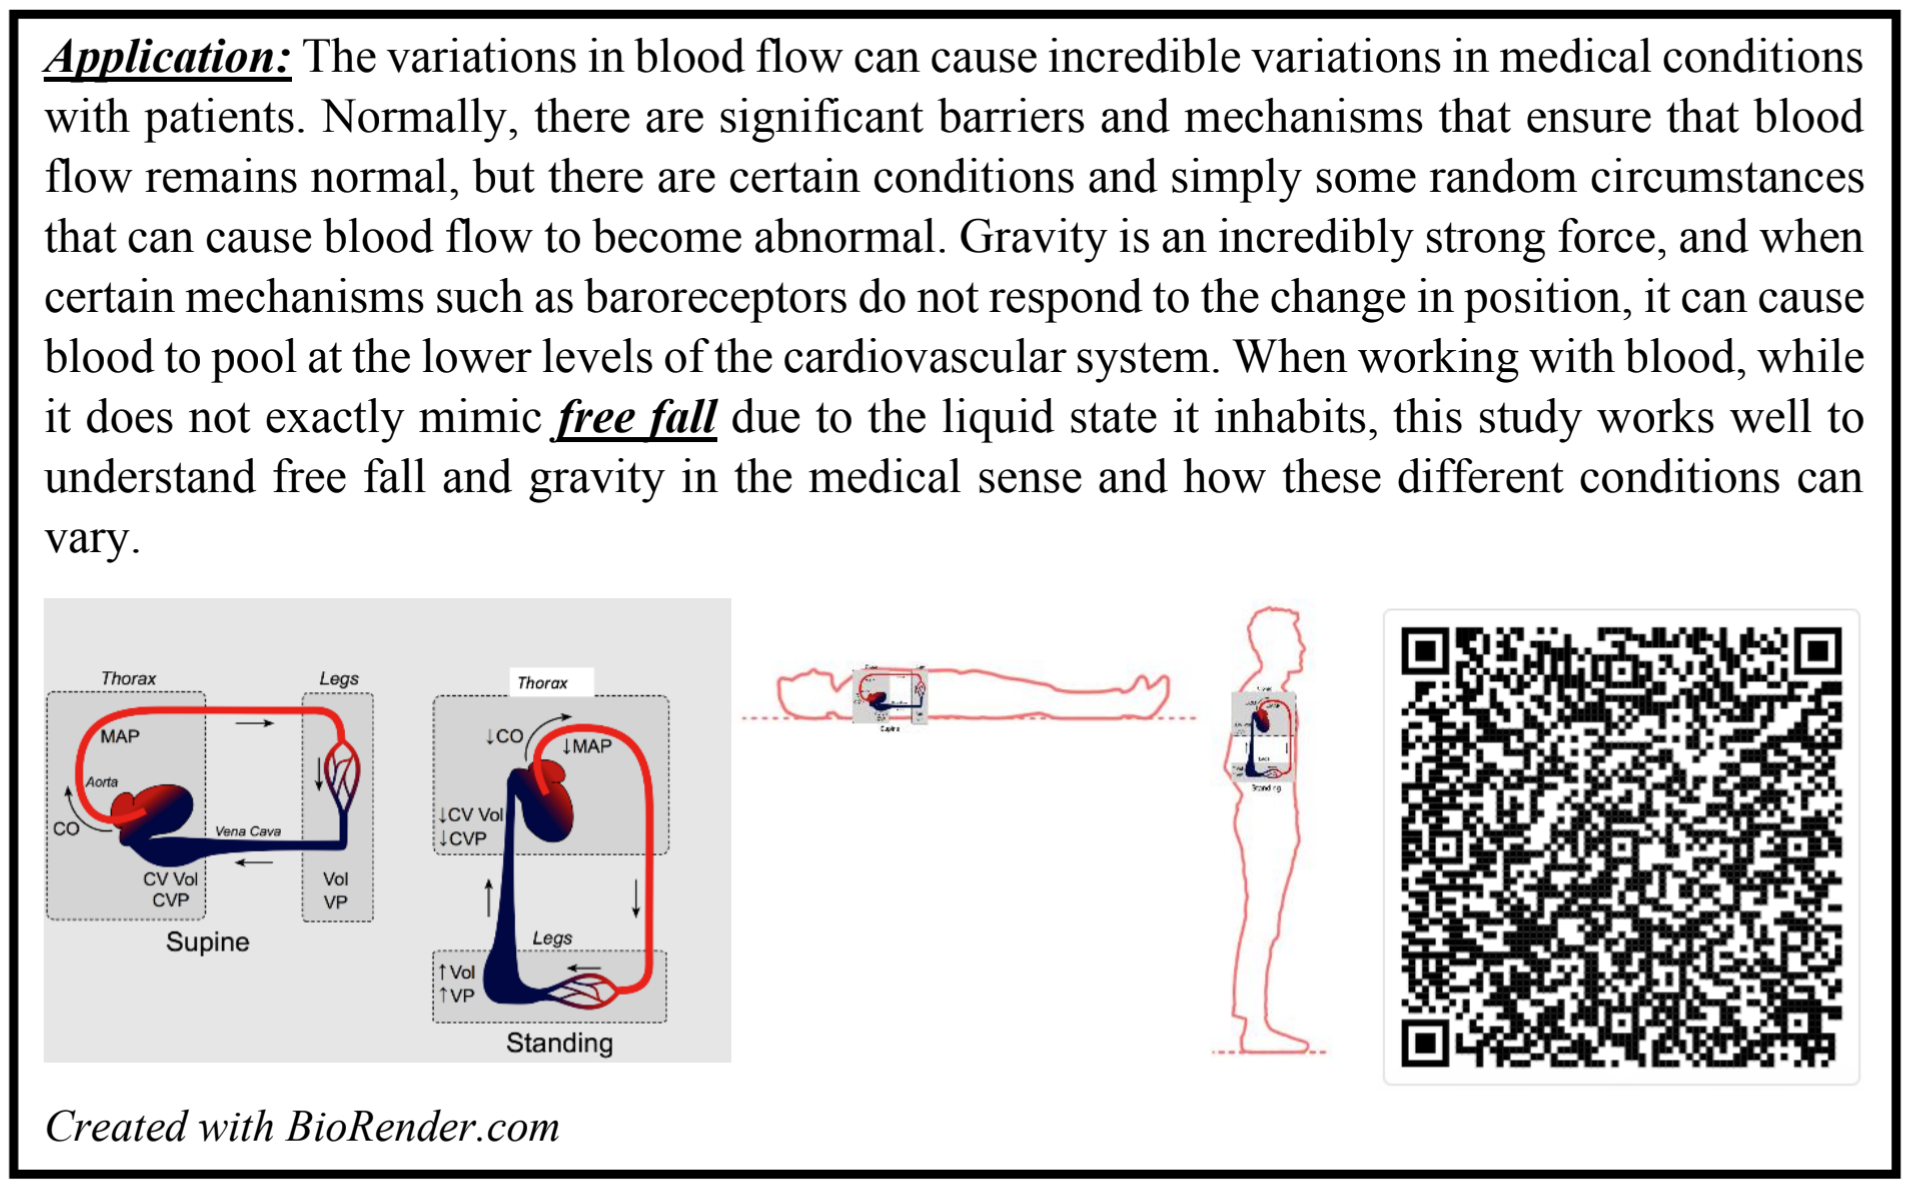 Application: The variations in blood flow can cause incredible variations in medical conditions
with patients. Normally, there are significant barriers and mechanisms that ensure that blood
flow remains normal, but there are certain conditions and simply some random circumstances
that can cause blood flow to become abnormal. Gravity is an incredibly strong force, and when
certain mechanisms such as baroreceptors do not respond to the change in position, it can cause
blood to pool at the lower levels of the cardiovascular system. When working with blood, while
it does not exactly mimic free fall due to the liquid state it inhabits, this study works well to
understand free fall and gravity in the medical sense and how these different conditions can
vary.
Thorax
Legs
MAP
Aorta
CO
Vena Cava
CV Vol
CVP
Vol
VP
Supine
Thorax
↓CO
↓MAP
↓CV Vol
↓CVP
Legs
↑Vol
↑VP
Standing
Supine
Standing
Created with BioRender.com